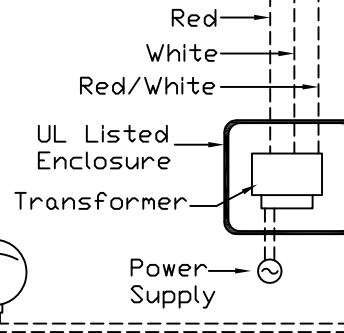 Red
White
Red/White
UL Listed
Enclosure
Transformer
Power
Supply